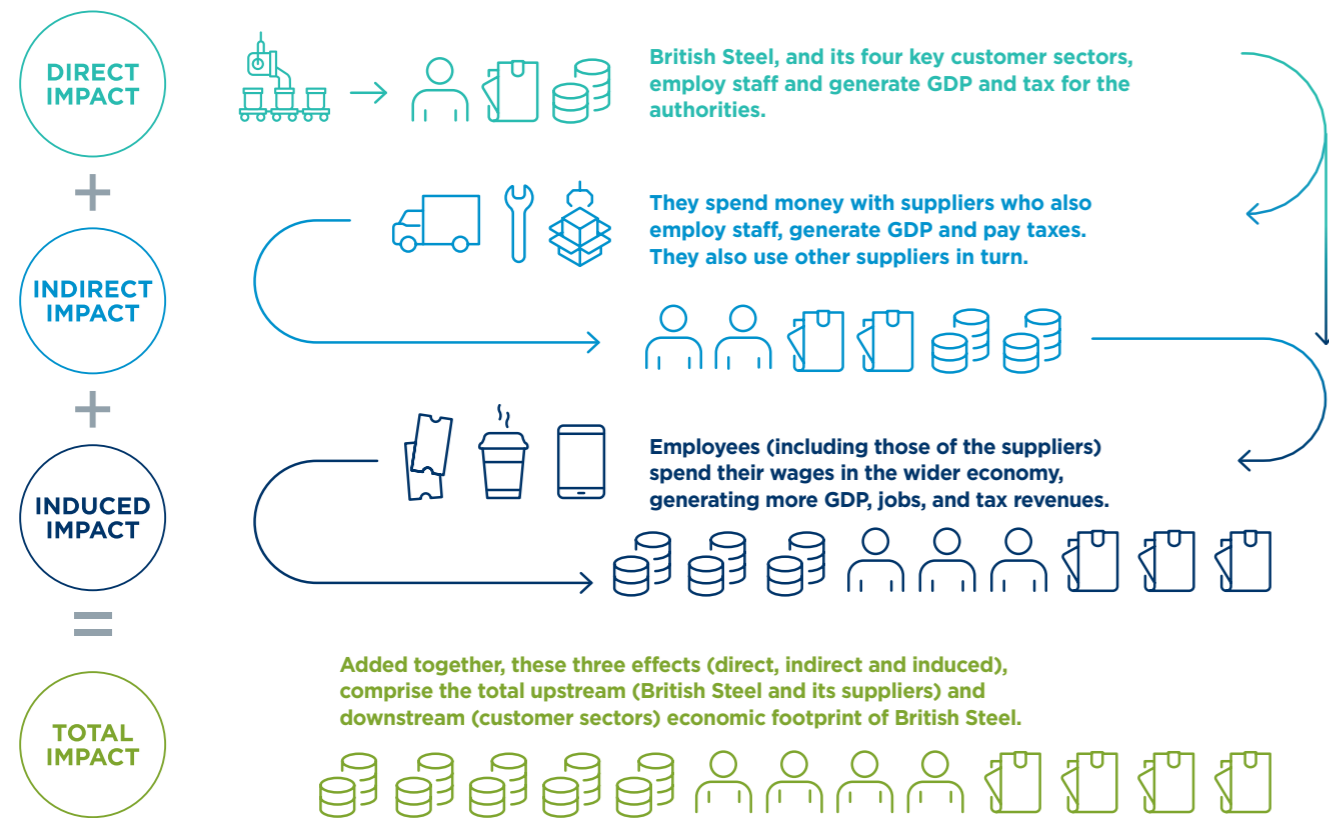 DIRECT
IMPACT
British Steel, and its four key customer sectors,
employ staff and generate GDP and tax for the
authorities.
+
INDIRECT
IMPACT
They spend money with suppliers who also
employ staff, generate GDP and pay taxes.
They also use other suppliers in turn.
+
INDUCED
IMPACT
Employees (including those of the suppliers)
spend their wages in the wider economy,
generating more GDP, jobs, and tax revenues.
=
TOTAL
IMPACT
Added together, these three effects (direct, indirect and induced),
comprise the total upstream (British Steel and its suppliers) and
downstream (customer sectors) economic footprint of British Steel.